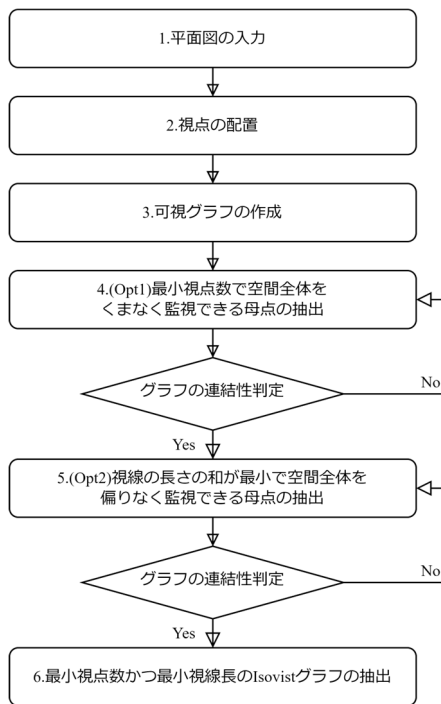 1.平面図の入力
2.視点の配置
3.可視グラフの作成
4.(Opt1)最小視点数で空間全体を
くまなく監視できる母点の抽出
グラフの連結性判定
No
Yes
5.(Opt2)視線の長さの和が最小で空間全体を
偏りなく監視できる母点の抽出
グラフの連結性判定
No
Yes
6.最小視点数かつ最小視線長のIsovistグラフの抽出